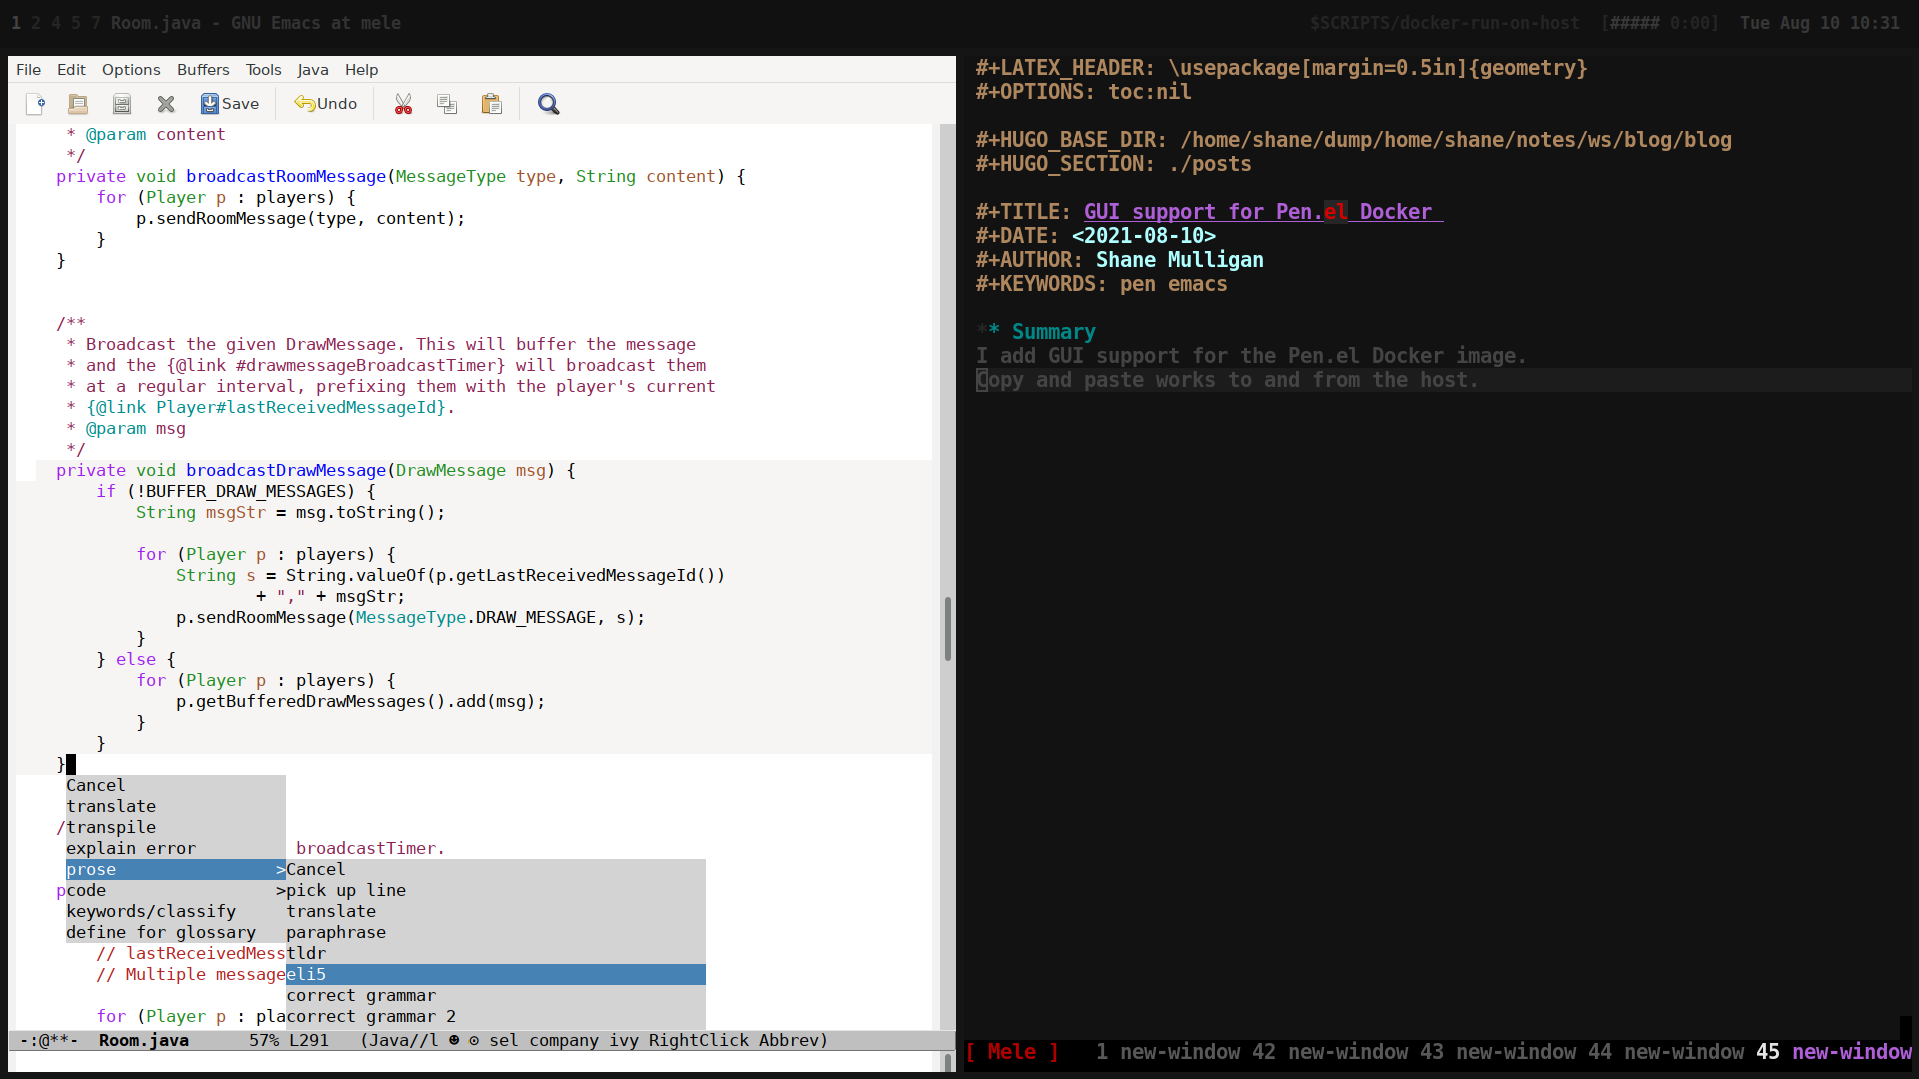 1 2 4 5 7 Room.java - GNU Emacs at mele
$SCRIPTS/docker-run-on-host [##### 0:00] Tue Aug 10 10:31
File Edit Options Buffers Tools Java Help
Save Undo
* @param content
*/
private void broadcastRoomMessage(MessageType type, String content) {
for (Player p : players) {
p.sendRoomMessage(type, content);
}
}
/**
* Broadcast the given DrawMessage. This will buffer the message
* and the {@link #drawmessageBroadcastTimer} will broadcast them
* at a regular interval, prefixing them with the player's current
* {@link Player#lastReceivedMessageId}.
* @param msg
*/
private void broadcastDrawMessage(DrawMessage msg) {
if (!BUFFER_DRAW_MESSAGES) {
String msgStr = msg.toString();
for (Player p : players) {
String s = String.valueOf(p.getLastReceivedMessageId())
+ "," + msgStr;
p.sendRoomMessage(MessageType.DRAW_MESSAGE, s);
}
} else {
for (Player p : players) {
p.getBufferedDrawMessages().add(msg);
}
}
}
Cancel
translate
/transpile
explain error broadcastTimer.
prose >Cancel
pcode >pick up line
keywords/classify translate
define for glossary paraphrase
// lastReceivedMesstldr
// Multiple messageeli5
correct grammar
for (Player p : placorrect grammar 2
-:@**- Room.java 57% L291 (Java//l ☻ ⊙ sel company ivy RightClick Abbrev)
#+LATEX_HEADER: \usepackage[margin=0.5in]{geometry}
#+OPTIONS: toc:nil
#+HUGO_BASE_DIR: /home/shane/dump/home/shane/notes/ws/blog/blog
#+HUGO_SECTION: ./posts
#+TITLE: GUI support for Pen.el Docker
#+DATE: <2021-08-10>
#+AUTHOR: Shane Mulligan
#+KEYWORDS: pen emacs
** Summary
I add GUI support for the Pen.el Docker image.
Copy and paste works to and from the host.
[ Mele ] 1 new-window 42 new-window 43 new-window 44 new-window 45 new-window